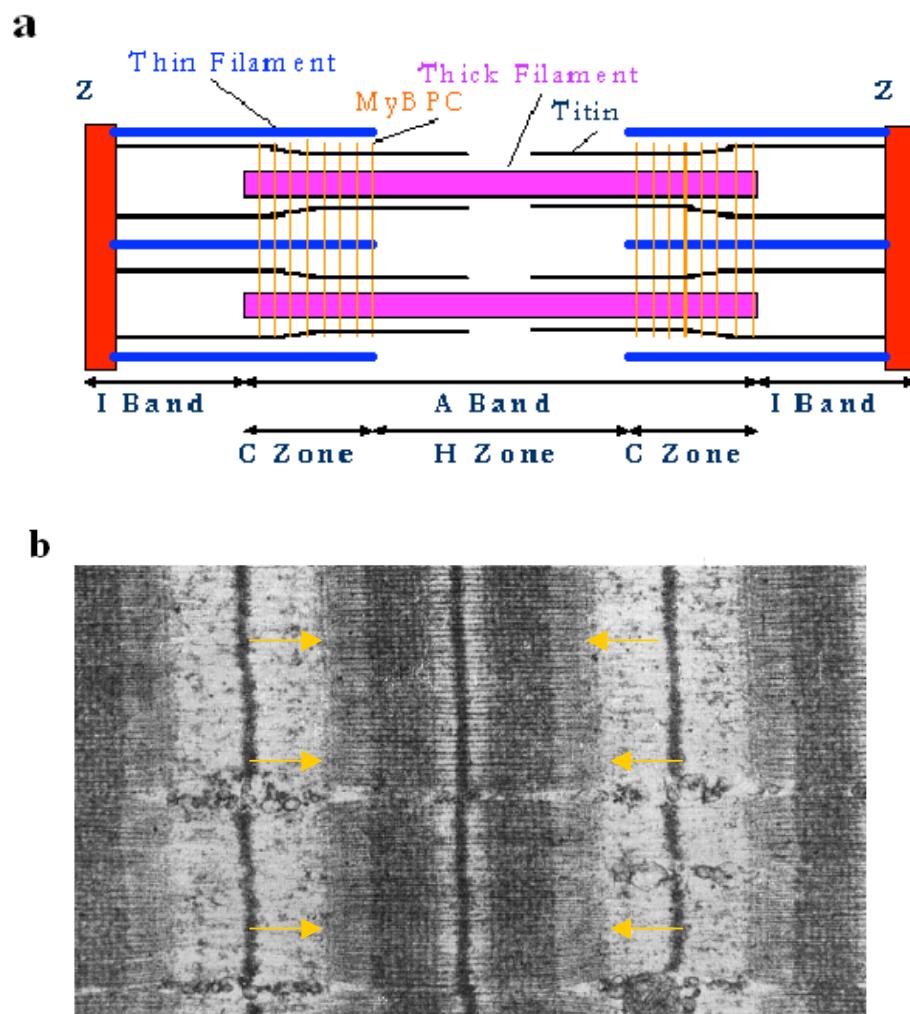 a
Thin Filament
Thick Filament
Z
MyBPC
Titin
Z
I Band
A Band
I Band
C Zone
H Zone
C Zone
b